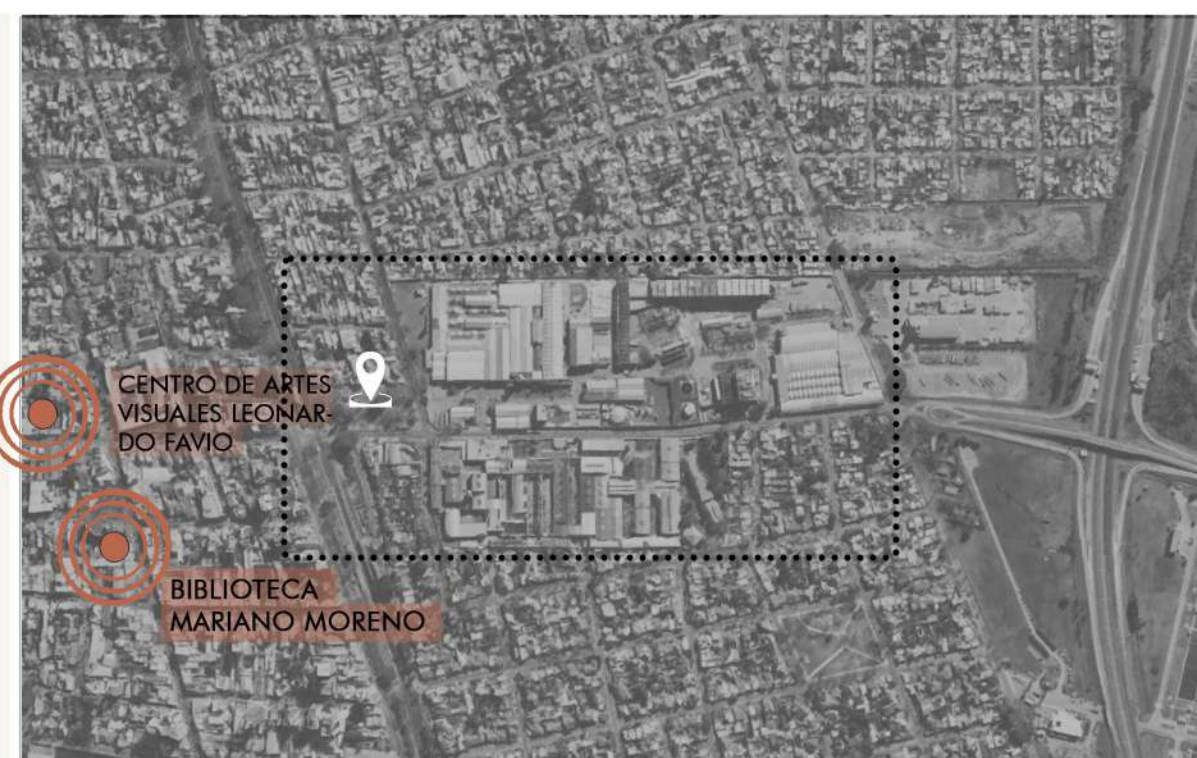 CENTRO DE ARTES
VISUALES LEONAR-
DO FAVIO
BIBLIOTECA
MARIANO MORENO